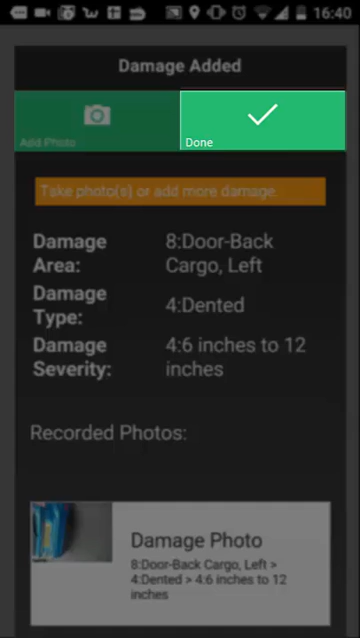 16:40
Damage Added
Add Photo
Done
Take photo(s) or add more damage.
Damage Area:
8:Door-Back Cargo, Left
Damage Type:
4:Dented
Damage Severity:
4:6 inches to 12 inches
Recorded Photos:
Damage Photo
8:Door-Back Cargo, Left >
4:Dented > 4:6 inches to 12
inches